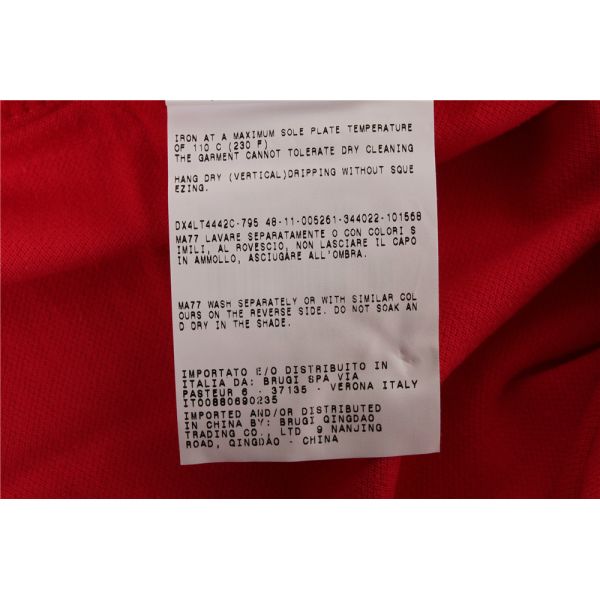 IRON AT A MAXIMUM SOLE PLATE TEMPERATURE
OF 110 C (230 F)
THE GARMENT CANNOT TOLERATE DRY CLEANING
HANG DRY (VERTICAL)DRIPPING WITHOUT SQUE
EZING.
DX4LT4442C-795 48-11-005261-344022-101568
MA77 LAVARE SEPARATAMENTE O CON COLORI S
IMILI, AL ROVESCIO, NON LASCIARE IL CAPO
IN AMMOLLO, ASCIUGARE ALL'OMBRA.
MA77 WASH SEPARATELY OR WITH SIMILAR COL
OURS ON THE REVERSE SIDE. DO NOT SOAK AN
D DRY IN THE SHADE.
IMPORTATO E/O DISTRIBUITO IN
ITALIA DA: BRUGI SPA VIA
PASTEUR 6 - 37135 - VERONA ITALY
IT00880690235
IMPORTED AND/OR DISTRIBUTED
IN CHINA BY: BRUGI QINGDAO
TRADING CO., LTD 9 NANJING
ROAD, QINGDAO - CHINA